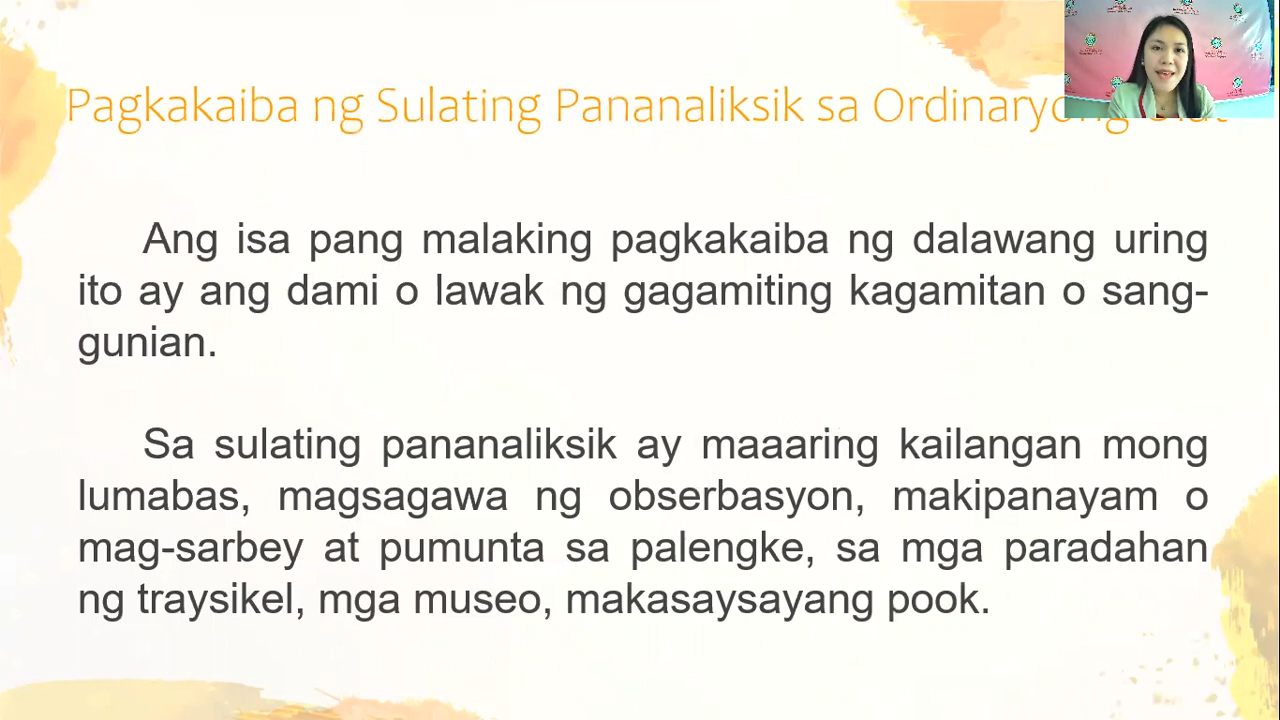 Pagkakaiba ng Sulating Pananaliksik sa Ordinaryong
Ang isa pang malaking pagkakaiba ng dalawang uring
ito ay ang dami o lawak ng gagamiting kagamitan o sang-
gunian.
Sa sulating pananaliksik ay maaaring kailangan mong
lumabas, magsagawa ng obserbasyon, makipanayam o
mag-sarbey at pumunta sa palengke, sa mga paradahan
ng traysikel, mga museo, makasaysayang pook.